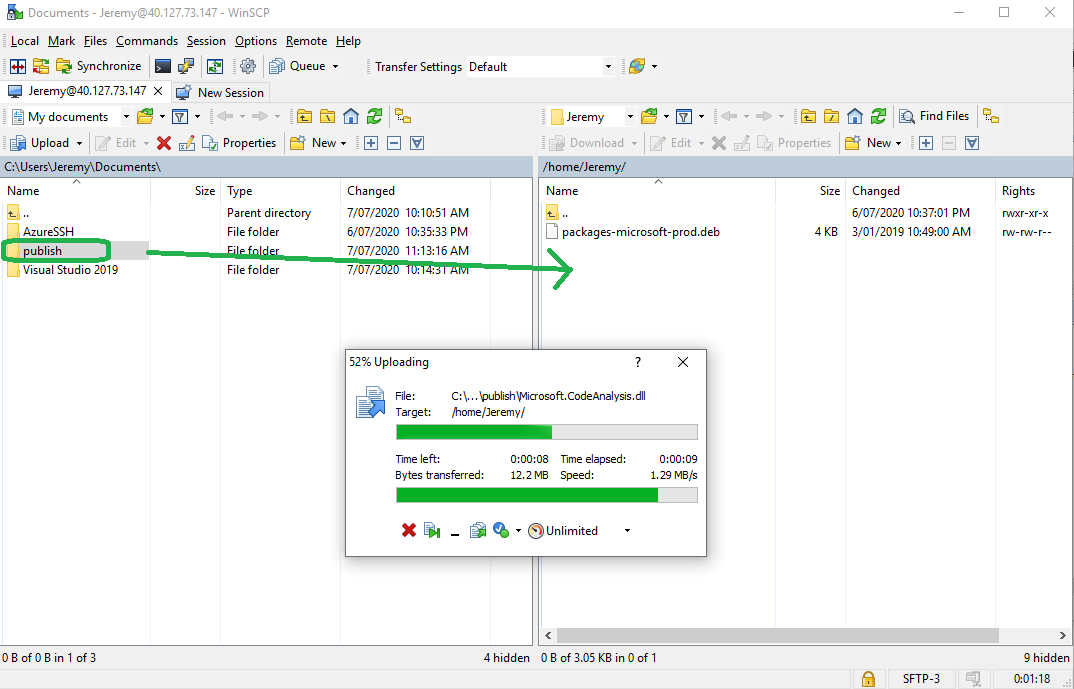 Documents - Jeremy@40.127.73.147 - WinSCP
Local Mark Files Commands Session Options Remote Help
Synchronize Queue Transfer Settings Default
Jeremy@40.127.73.147 New Session
My documents Jeremy Find Files
Upload Edit Properties New Download Edit Properties New
C:\Users\Jeremy\Documents\ /home/Jeremy/
Name Size Type Changed Name Size Changed Rights
.. Parent directory 7/07/2020 10:10:51 AM .. 6/07/2020 10:37:01 PM rwxr-xr-x
AzureSSH File folder 6/07/2020 10:35:33 PM packages-microsoft-prod.deb 4 KB 3/01/2019 10:49:00 AM rw-rw-r--
publish File folder 7/07/2020 11:13:16 AM
Visual Studio 2019 File folder 7/07/2020 10:14:31 AM
52% Uploading ?
File: C:\...\publish\Microsoft.CodeAnalysis.dll
Target: /home/Jeremy/
Time left: 0:00:08 Time elapsed: 0:00:09
Bytes transferred: 12.2 MB Speed: 1.29 MB/s
Unlimited
0 B of 0 B in 1 of 3 4 hidden 0 B of 3.05 KB in 0 of 1 9 hidden
SFTP-3 0:01:18